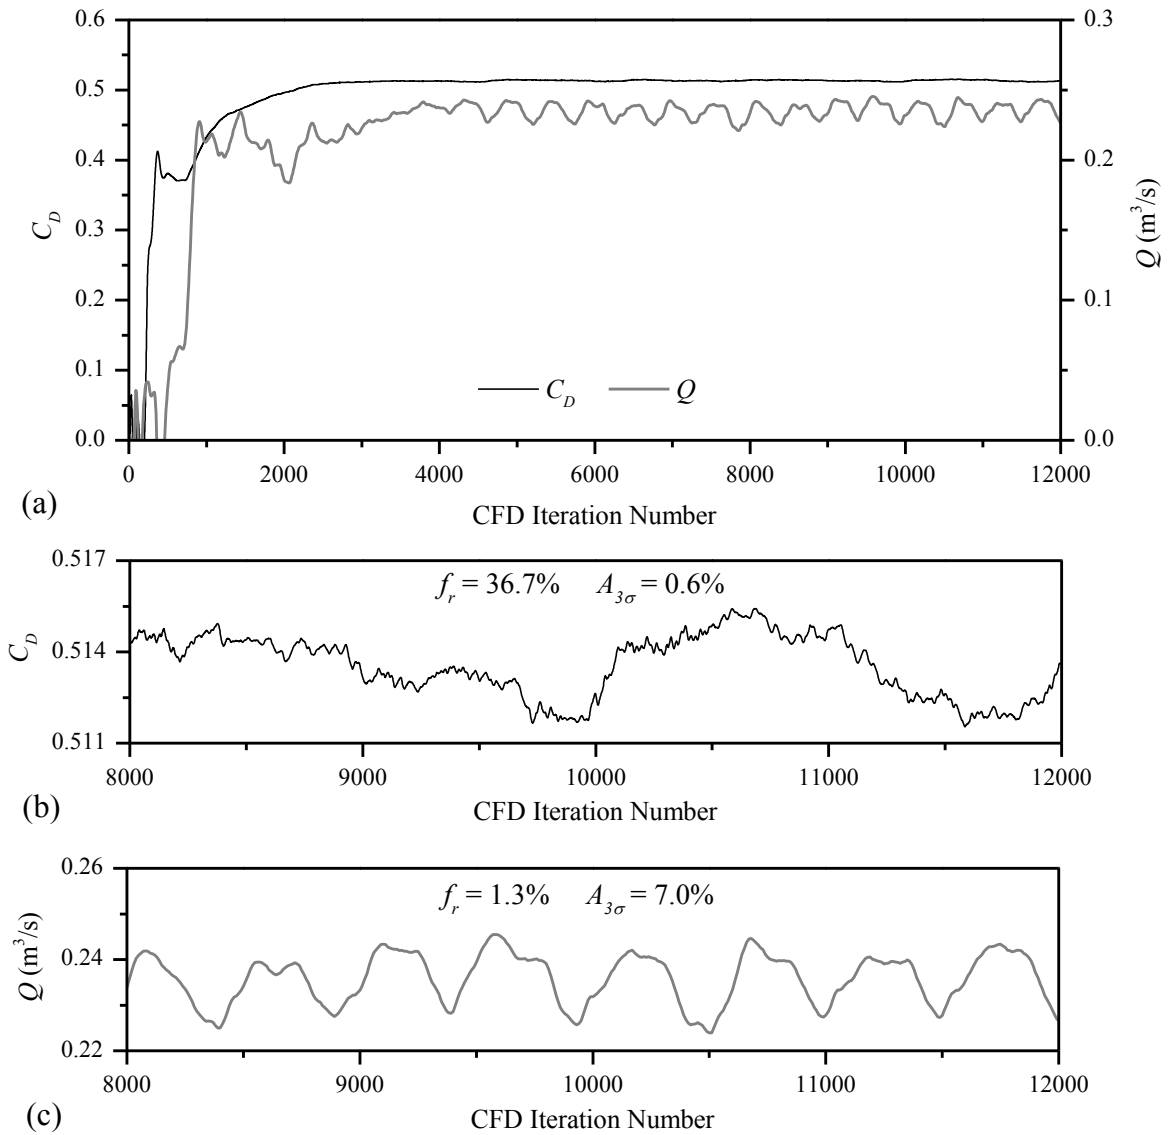 0.6
0.5
0.4
0.3
0.2
0.1
0.0
C_D
0.3
0.2
0.1
0.0
Q (m³/s)
C_D Q
0 2000 4000 6000 8000 10000 12000
CFD Iteration Number
(a)
0.517
0.514
0.511
C_D
f_r = 36.7% A_3σ = 0.6%
8000 9000 10000 11000 12000
CFD Iteration Number
(b)
0.26
0.24
0.22
Q (m³/s)
f_r = 1.3% A_3σ = 7.0%
8000 9000 10000 11000 12000
CFD Iteration Number
(c)